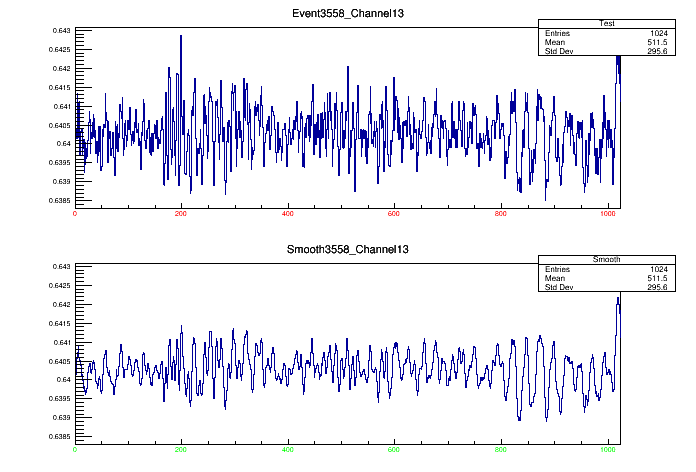 Event3558_Channel13
Test
Entries 1024
Mean 511.5
Std Dev 295.6
0.643
0.6425
0.642
0.6415
0.641
0.6405
0.64
0.6395
0.639
0.6385
0 200 400 600 800 1000
Smooth3558_Channel13
Smooth
Entries 1024
Mean 511.5
Std Dev 295.6
0.643
0.6425
0.642
0.6415
0.641
0.6405
0.64
0.6395
0.639
0.6385
0 200 400 600 800 1000